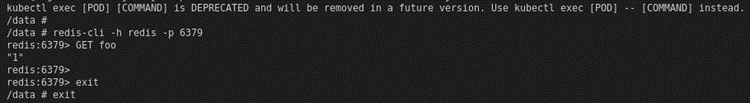 kubectl exec [POD] [COMMAND] is DEPRECATED and will be removed in a future version. Use kubectl exec [POD] -- [COMMAND] instead.
/data #
/data # redis-cli -h redis -p 6379
redis:6379> GET foo
"1"
redis:6379>
redis:6379> exit
/data # exit